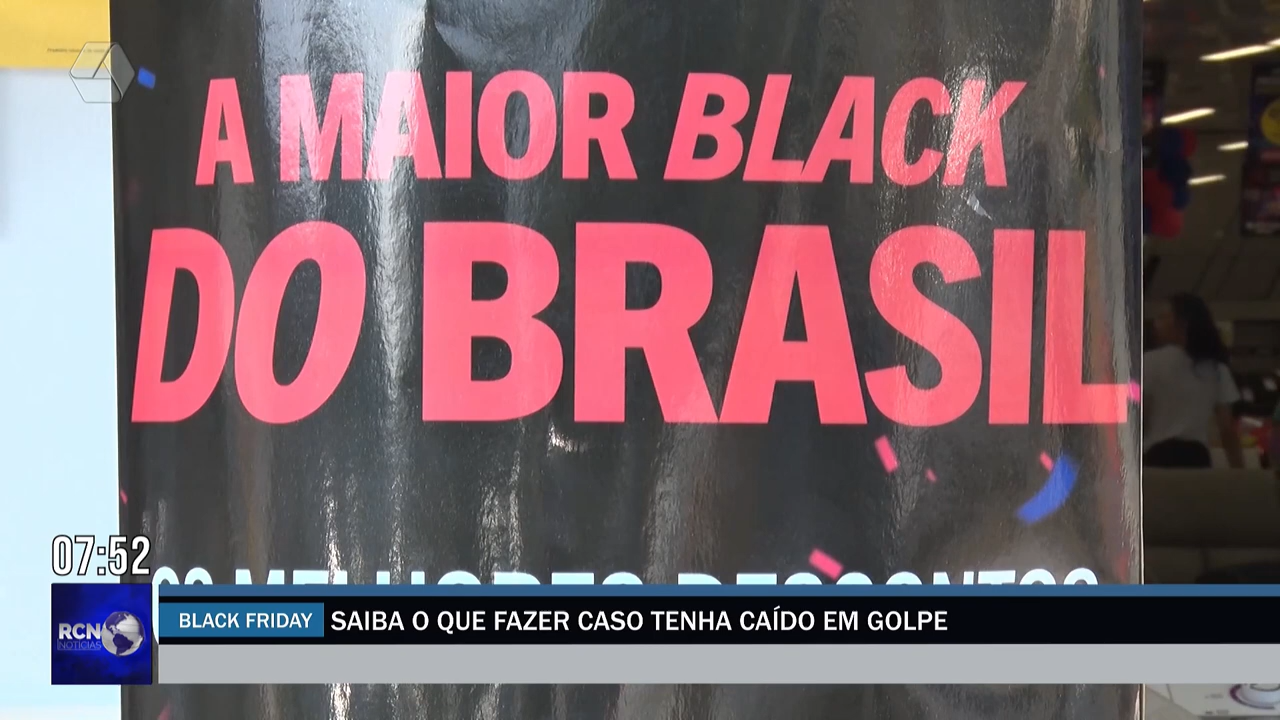 A MAIOR BLACK
DO BRASIL
07:52
BLACK FRIDAY SAIBA O QUE FAZER CASO TENHA CAÍDO EM GOLPE
RCN
NOTÍCIAS